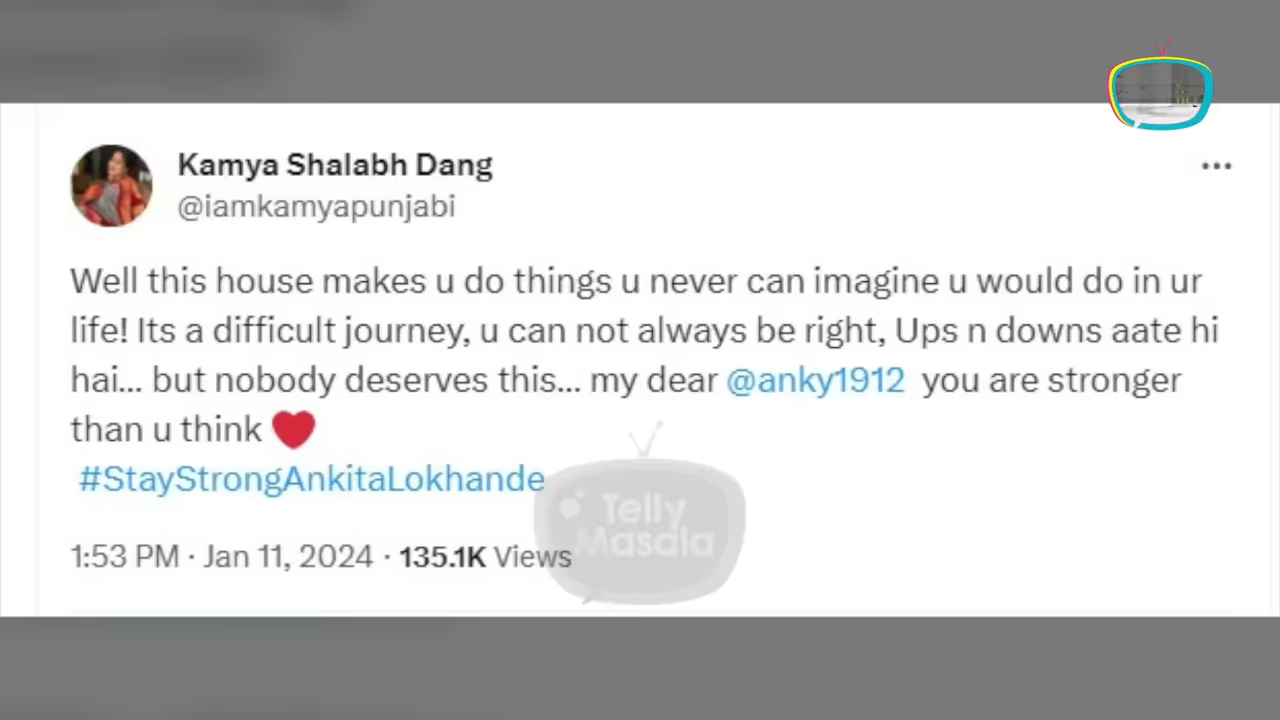 Kamya Shalabh Dang
@iamkamyapunjabi
Well this house makes u do things u never can imagine u would do in ur
life! Its a difficult journey, u can not always be right, Ups n downs aate hi
hai... but nobody deserves this... my dear @anky1912 you are stronger
than u think ❤️
#StayStrongAnkitaLokhande
Telly
Masala
1:53 PM · Jan 11, 2024 · 135.1K Views